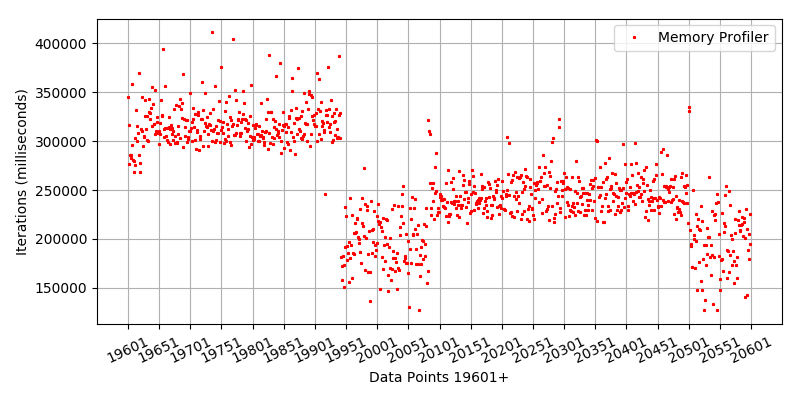 Memory Profiler
400000
350000
300000
250000
200000
150000
Iterations (milliseconds)
19601 19651 19701 19751 19801 19851 19901 19951 20001 20051 20101 20151 20201 20251 20301 20351 20401 20451 20501 20551 20601
Data Points 19601+